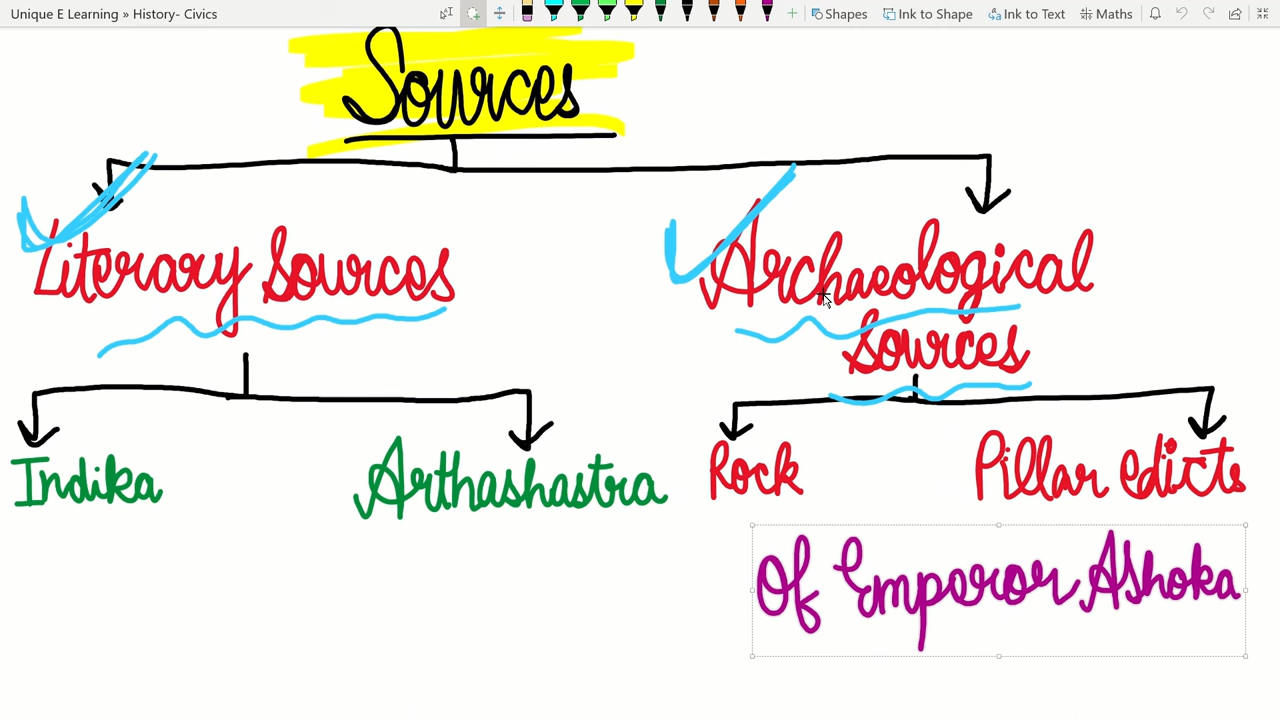 Unique E Learning » History- Civics
Shapes
Ink to Shape
Ink to Text
Maths
Sources
Literary Sources
Archaeological
Sources
Indika
Arthashastra
Rock
Pillar edicts
Of Emperor Ashoka